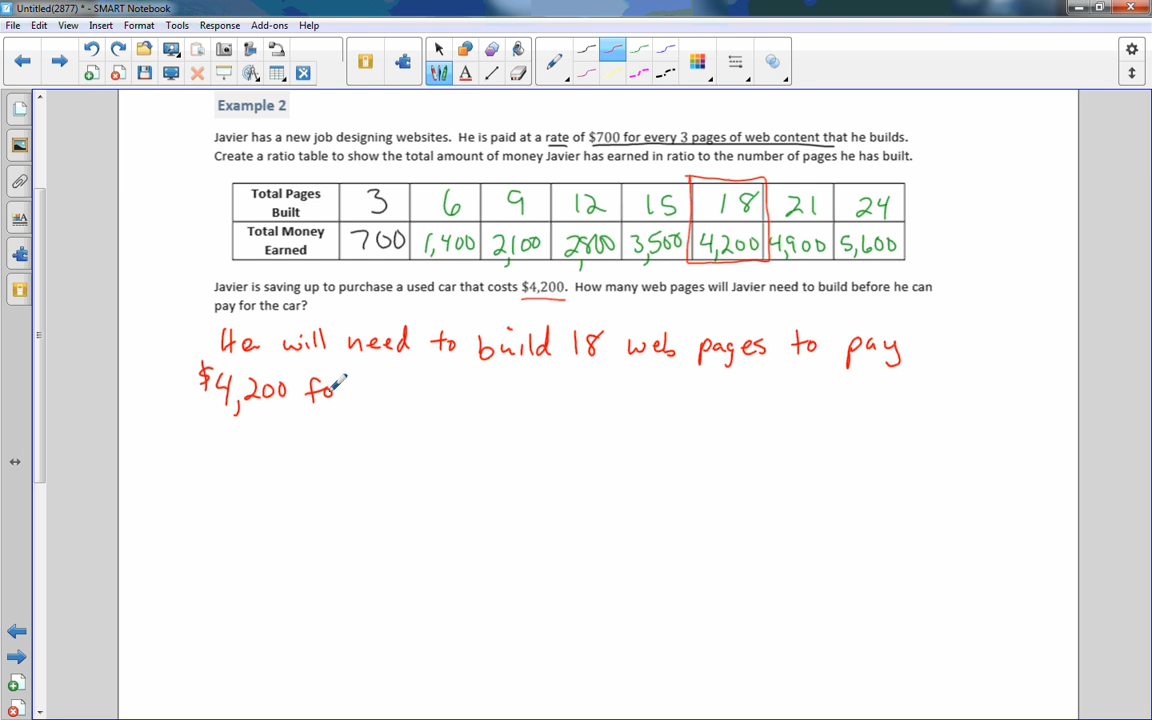 Untitled(2877) * - SMART Notebook
File Edit View Insert Format Tools Restore Add-ons Help
Example 2
Javier has a new job designing websites. He is paid at a rate of $700 for every 3 pages of web content that he builds.
Create a ratio table to show the total amount of money Javier has earned in ratio to the number of pages he has built.
Total Pages Built 3 6 9 12 15 18 21 24
Total Money Earned 700 1,400 2,100 2,800 3,500 4,200 4,900 5,600
Javier is saving up to purchase a used car that costs $4,200. How many web pages will Javier need to build before he can
pay for the car?
He will need to build 18 web pages to pay
$4,200 fo